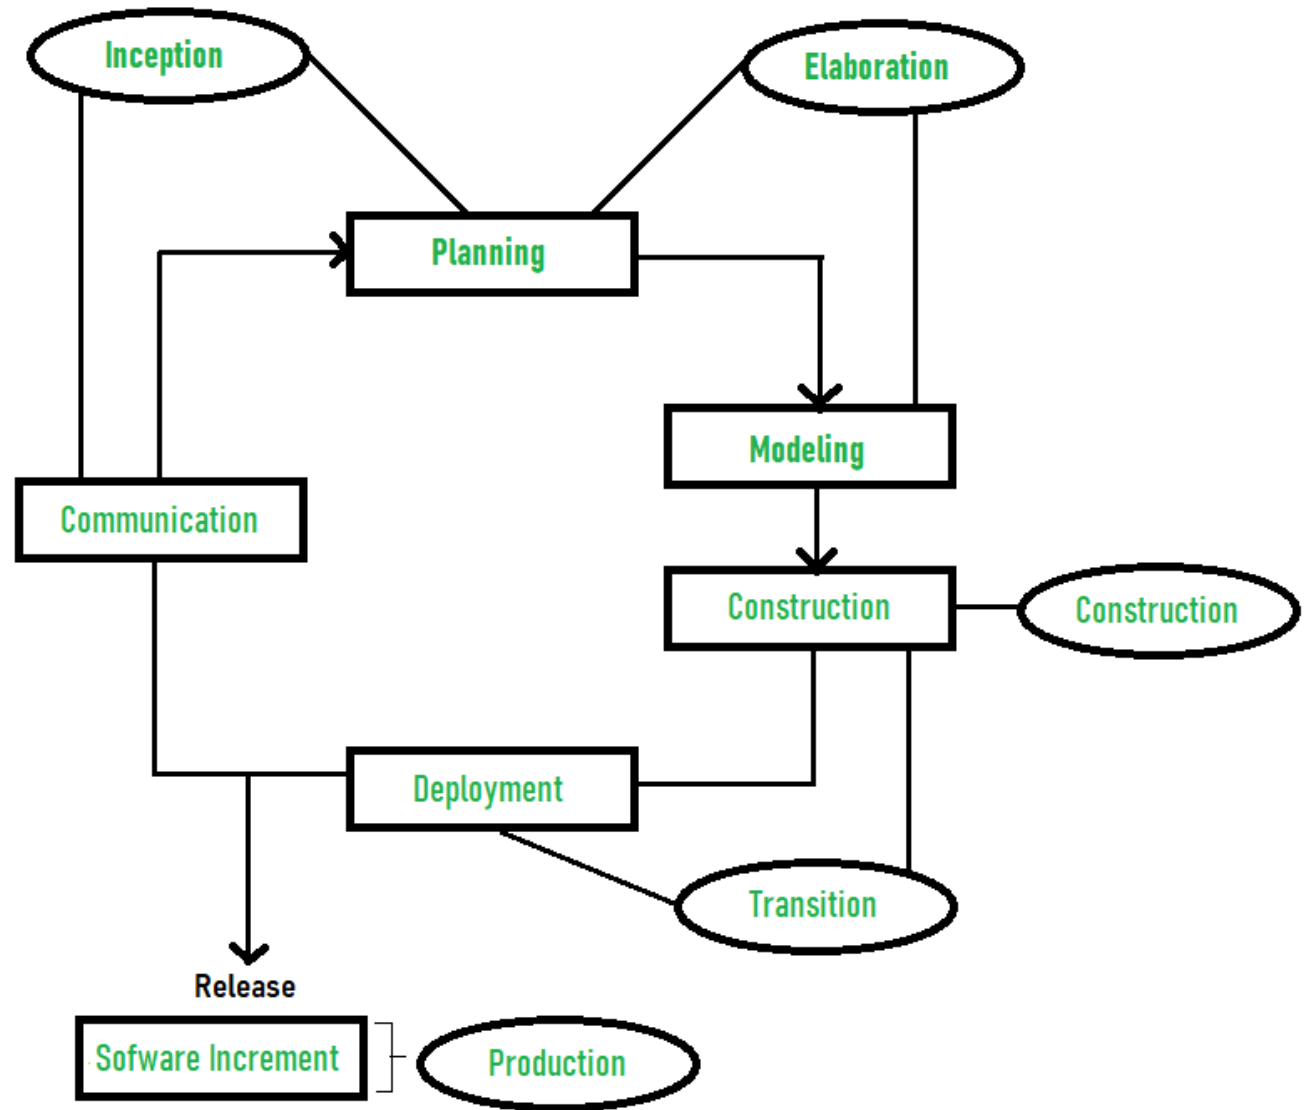 Inception
Elaboration
Planning
Modeling
Communication
Construction
Construction
Deployment
Transition
Release
Sofware Increment
Production